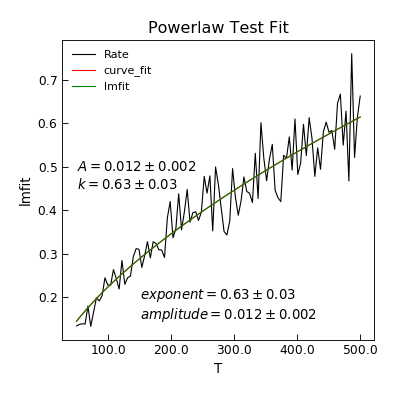 Powerlaw Test Fit
Rate
curve_fit
lmfit
A = 0.012 ± 0.002
k = 0.63 ± 0.03
exponent = 0.63 ± 0.03
amplitude = 0.012 ± 0.002
lmfit
0.7
0.6
0.5
0.4
0.3
0.2
100.0 200.0 300.0 400.0 500.0
T